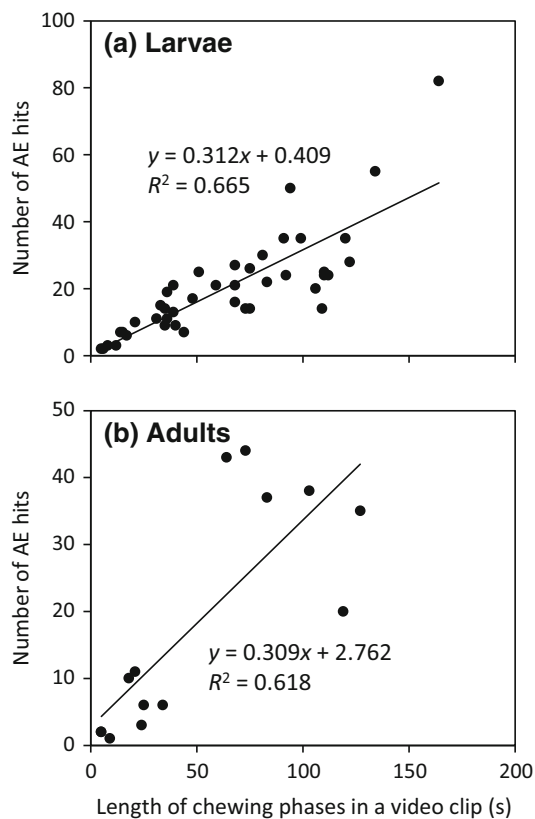 (a) Larvae
100
80
60
40
20
0
Number of AE hits
y = 0.312x + 0.409
R² = 0.665
(b) Adults
50
40
30
20
10
0
Number of AE hits
y = 0.309x + 2.762
R² = 0.618
0 50 100 150 200
Length of chewing phases in a video clip (s)